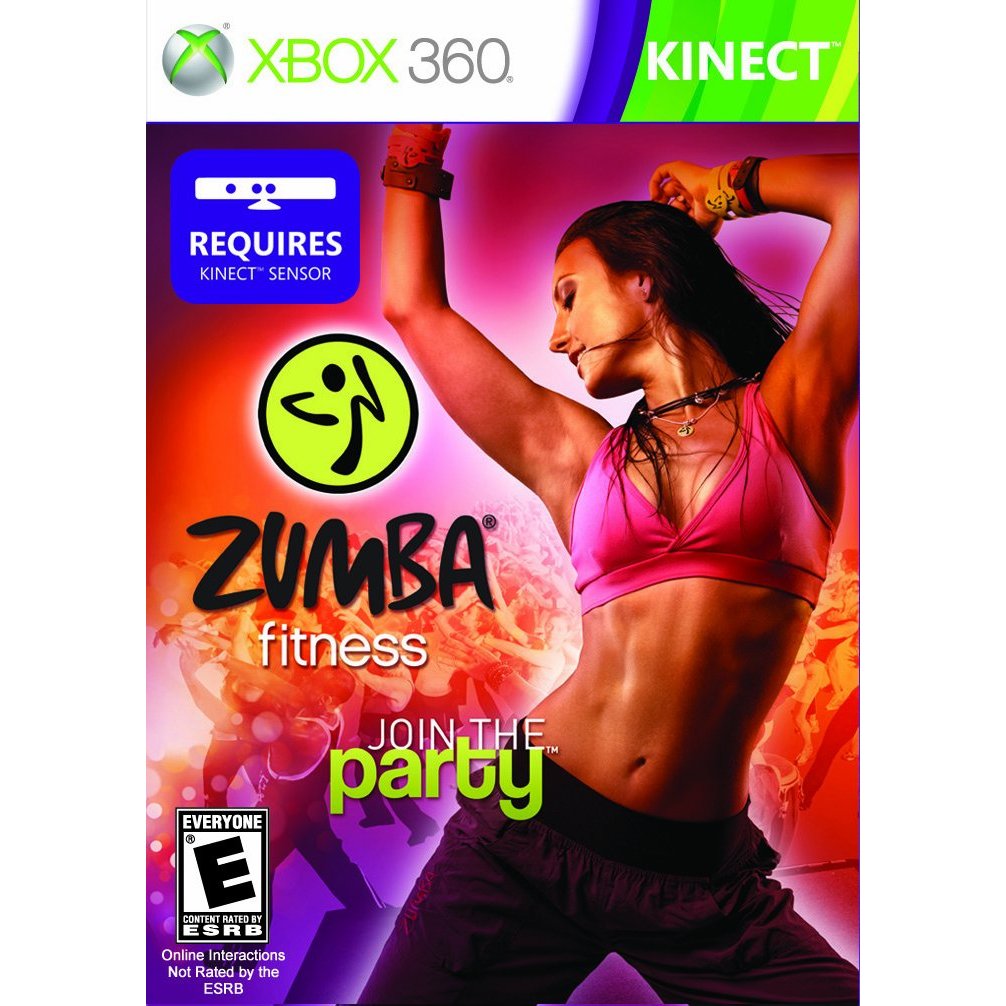 XBOX 360®
KINECT™
REQUIRES
KINECT™ SENSOR
ZUMBA®
fitness
JOIN THE
party™
EVERYONE
E®
CONTENT RATED BY
ESRB
Online Interactions
Not Rated by the
ESRB